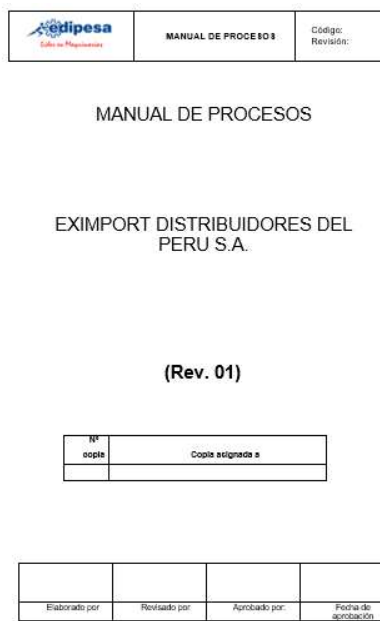 edipesa
MANUAL DE PROCESOS
Código:
Revisión:
MANUAL DE PROCESOS
EXIMPORT DISTRIBUIDORES DEL
PERU S.A.
(Rev. 01)
Nº
copia
Copia asignada a
Elaborado por
Revisado por
Aprobado por:
Fecha de
aprobación